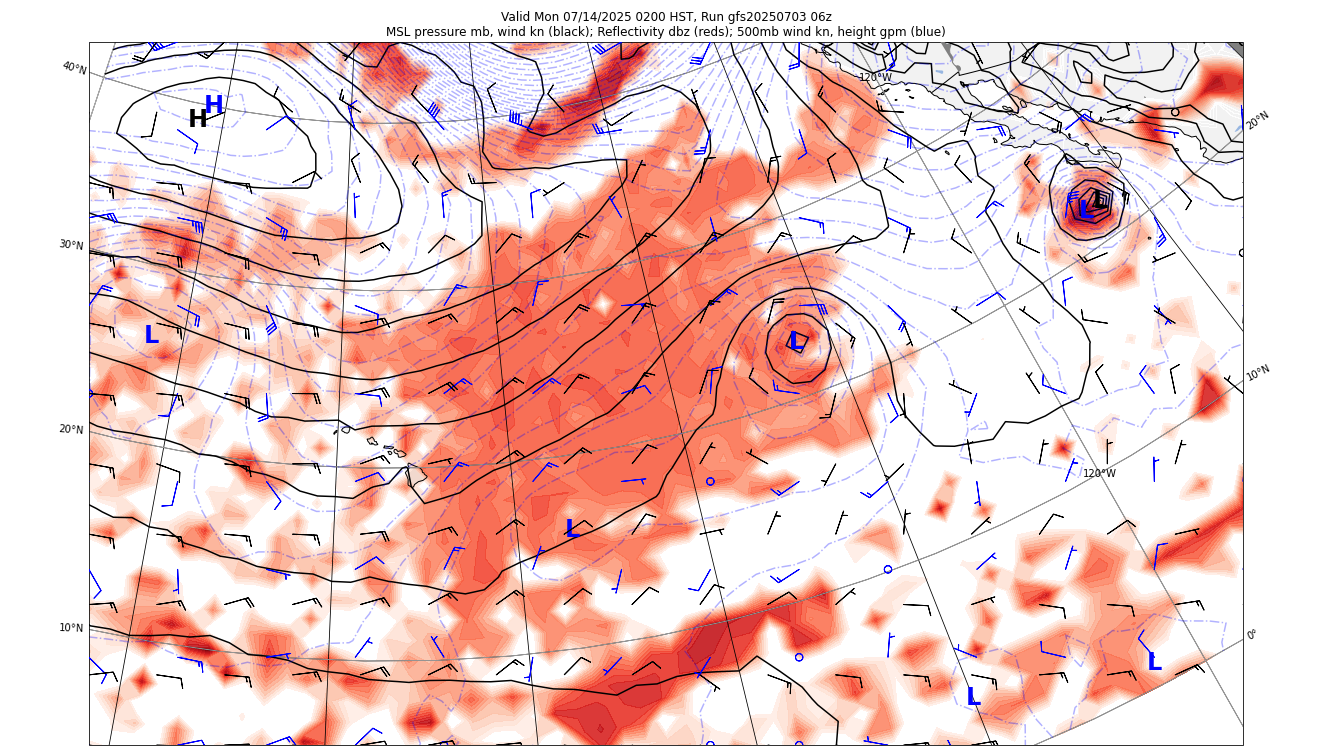 Valid Mon 07/14/2025 0200 HST, Run gfs20250703 06z
MSL pressure mb, wind kn (black); Reflectivity dbz (reds); 500mb wind kn, height gpm (blue)
40°N
120°W
20°N
H
H
L
L
30°N
L
L
10°N
20°N
120°W
L
10°N
0°
L
L